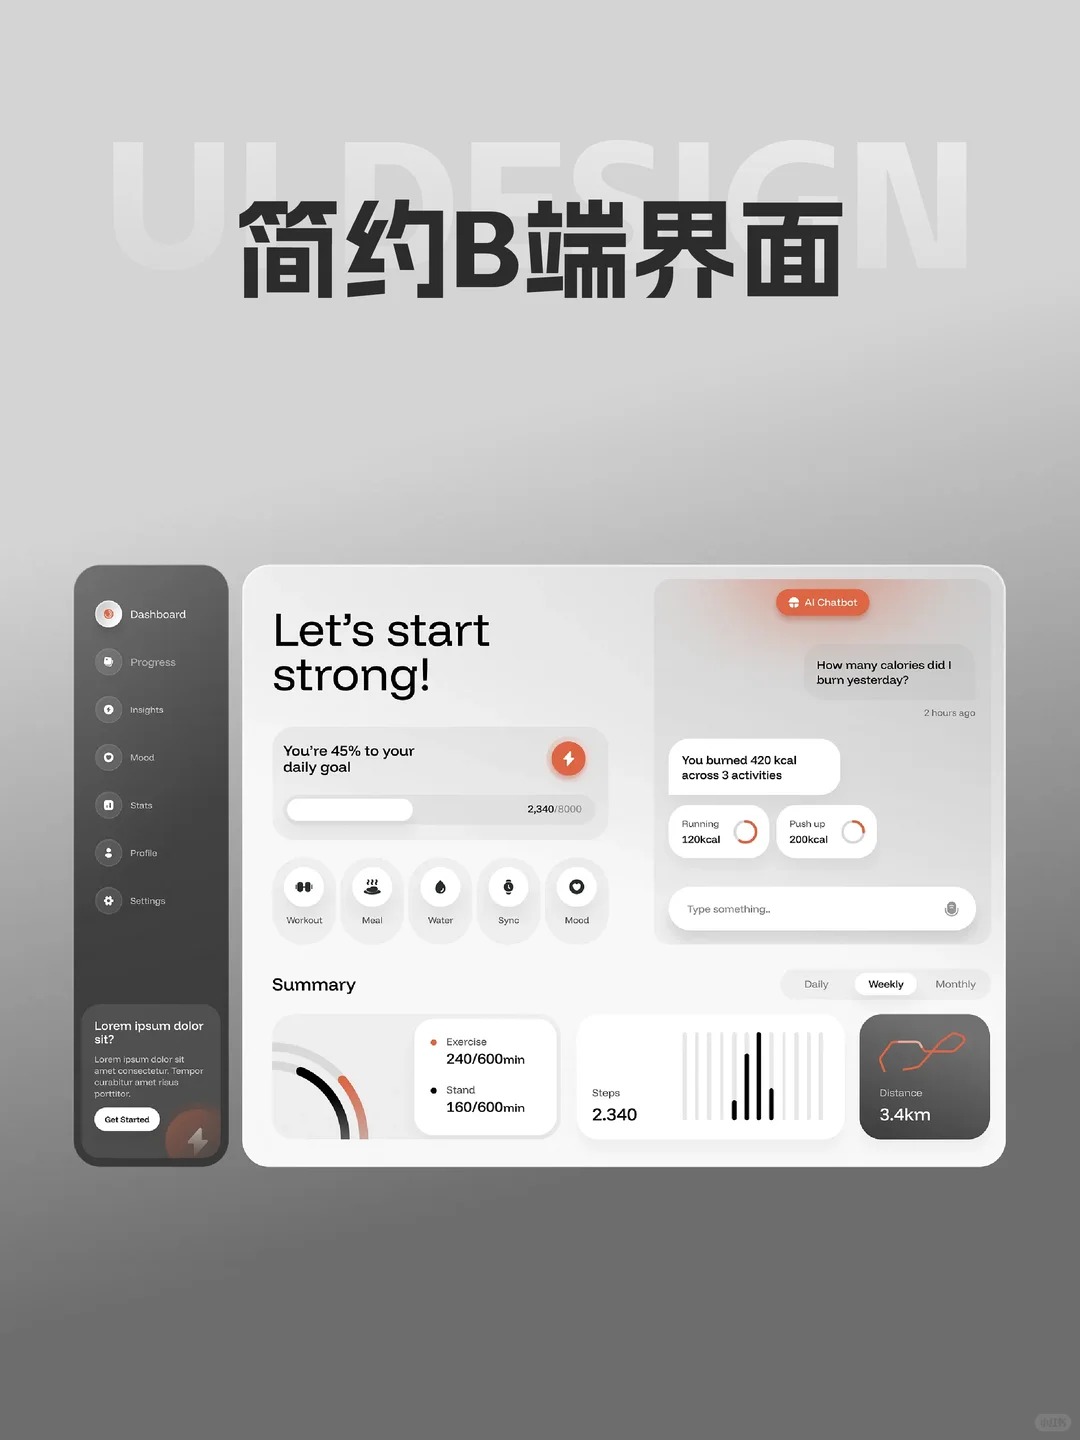 UI DESIGN
简约B端界面
Dashboard
Progress
Insights
Mood
Stats
Profile
Settings
Lorem ipsum dolor
sit?
Lorem ipsum dolor sit
amet consectetur. Tempor
curabitur amet risus
porttitor.
Get Started
Let's start
strong!
You're 45% to your
daily goal
2,340/8000
Workout
Meal
Water
Sync
Mood
AI Chatbot
How many calories did I
burn yesterday?
2 hours ago
You burned 420 kcal
across 3 activities
Running
120kcal
Push up
200kcal
Type something..
Summary
Daily
Weekly
Monthly
Exercise
240/600min
Stand
160/600min
Steps
2.340
Distance
3.4km